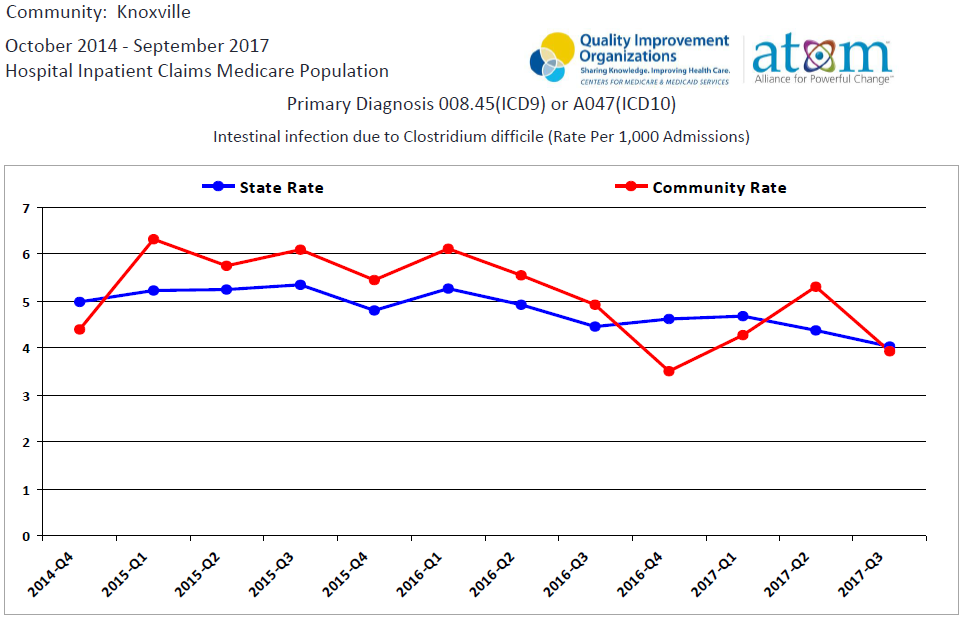 Community:  Knoxville
October 2014 - September 2017
Hospital Inpatient Claims Medicare Population
Quality Improvement
Organizations
Sharing Knowledge. Improving Health Care.
CENTERS FOR MEDICARE & MEDICAID SERVICES
atom
Alliance for Powerful Change™
Primary Diagnosis 008.45(ICD9) or A047(ICD10)
Intestinal infection due to Clostridium difficile (Rate Per 1,000 Admissions)
State Rate
Community Rate
7
6
5
4
3
2
1
0
2014-Q4
2015-Q1
2015-Q2
2015-Q3
2015-Q4
2016-Q1
2016-Q2
2016-Q3
2016-Q4
2017-Q1
2017-Q2
2017-Q3